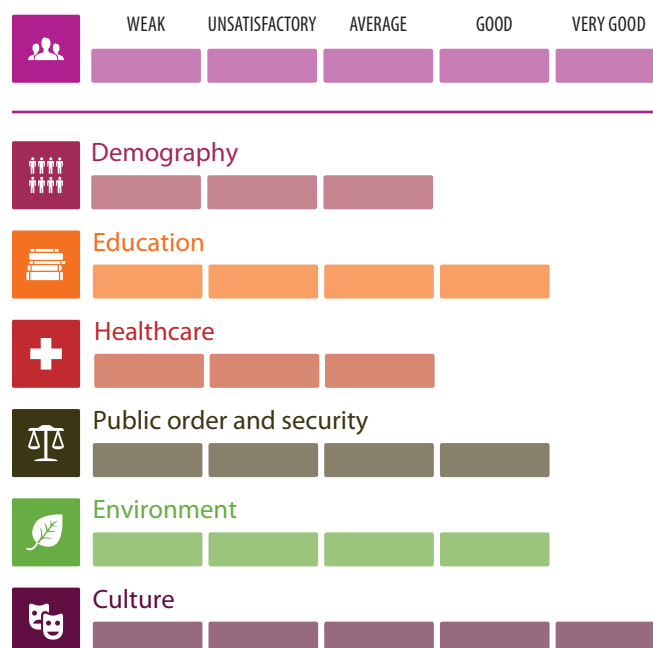 WEAK UNSATISFACTORY AVERAGE GOOD VERY GOOD
Demography
Education
Healthcare
Public order and security
Environment
Culture